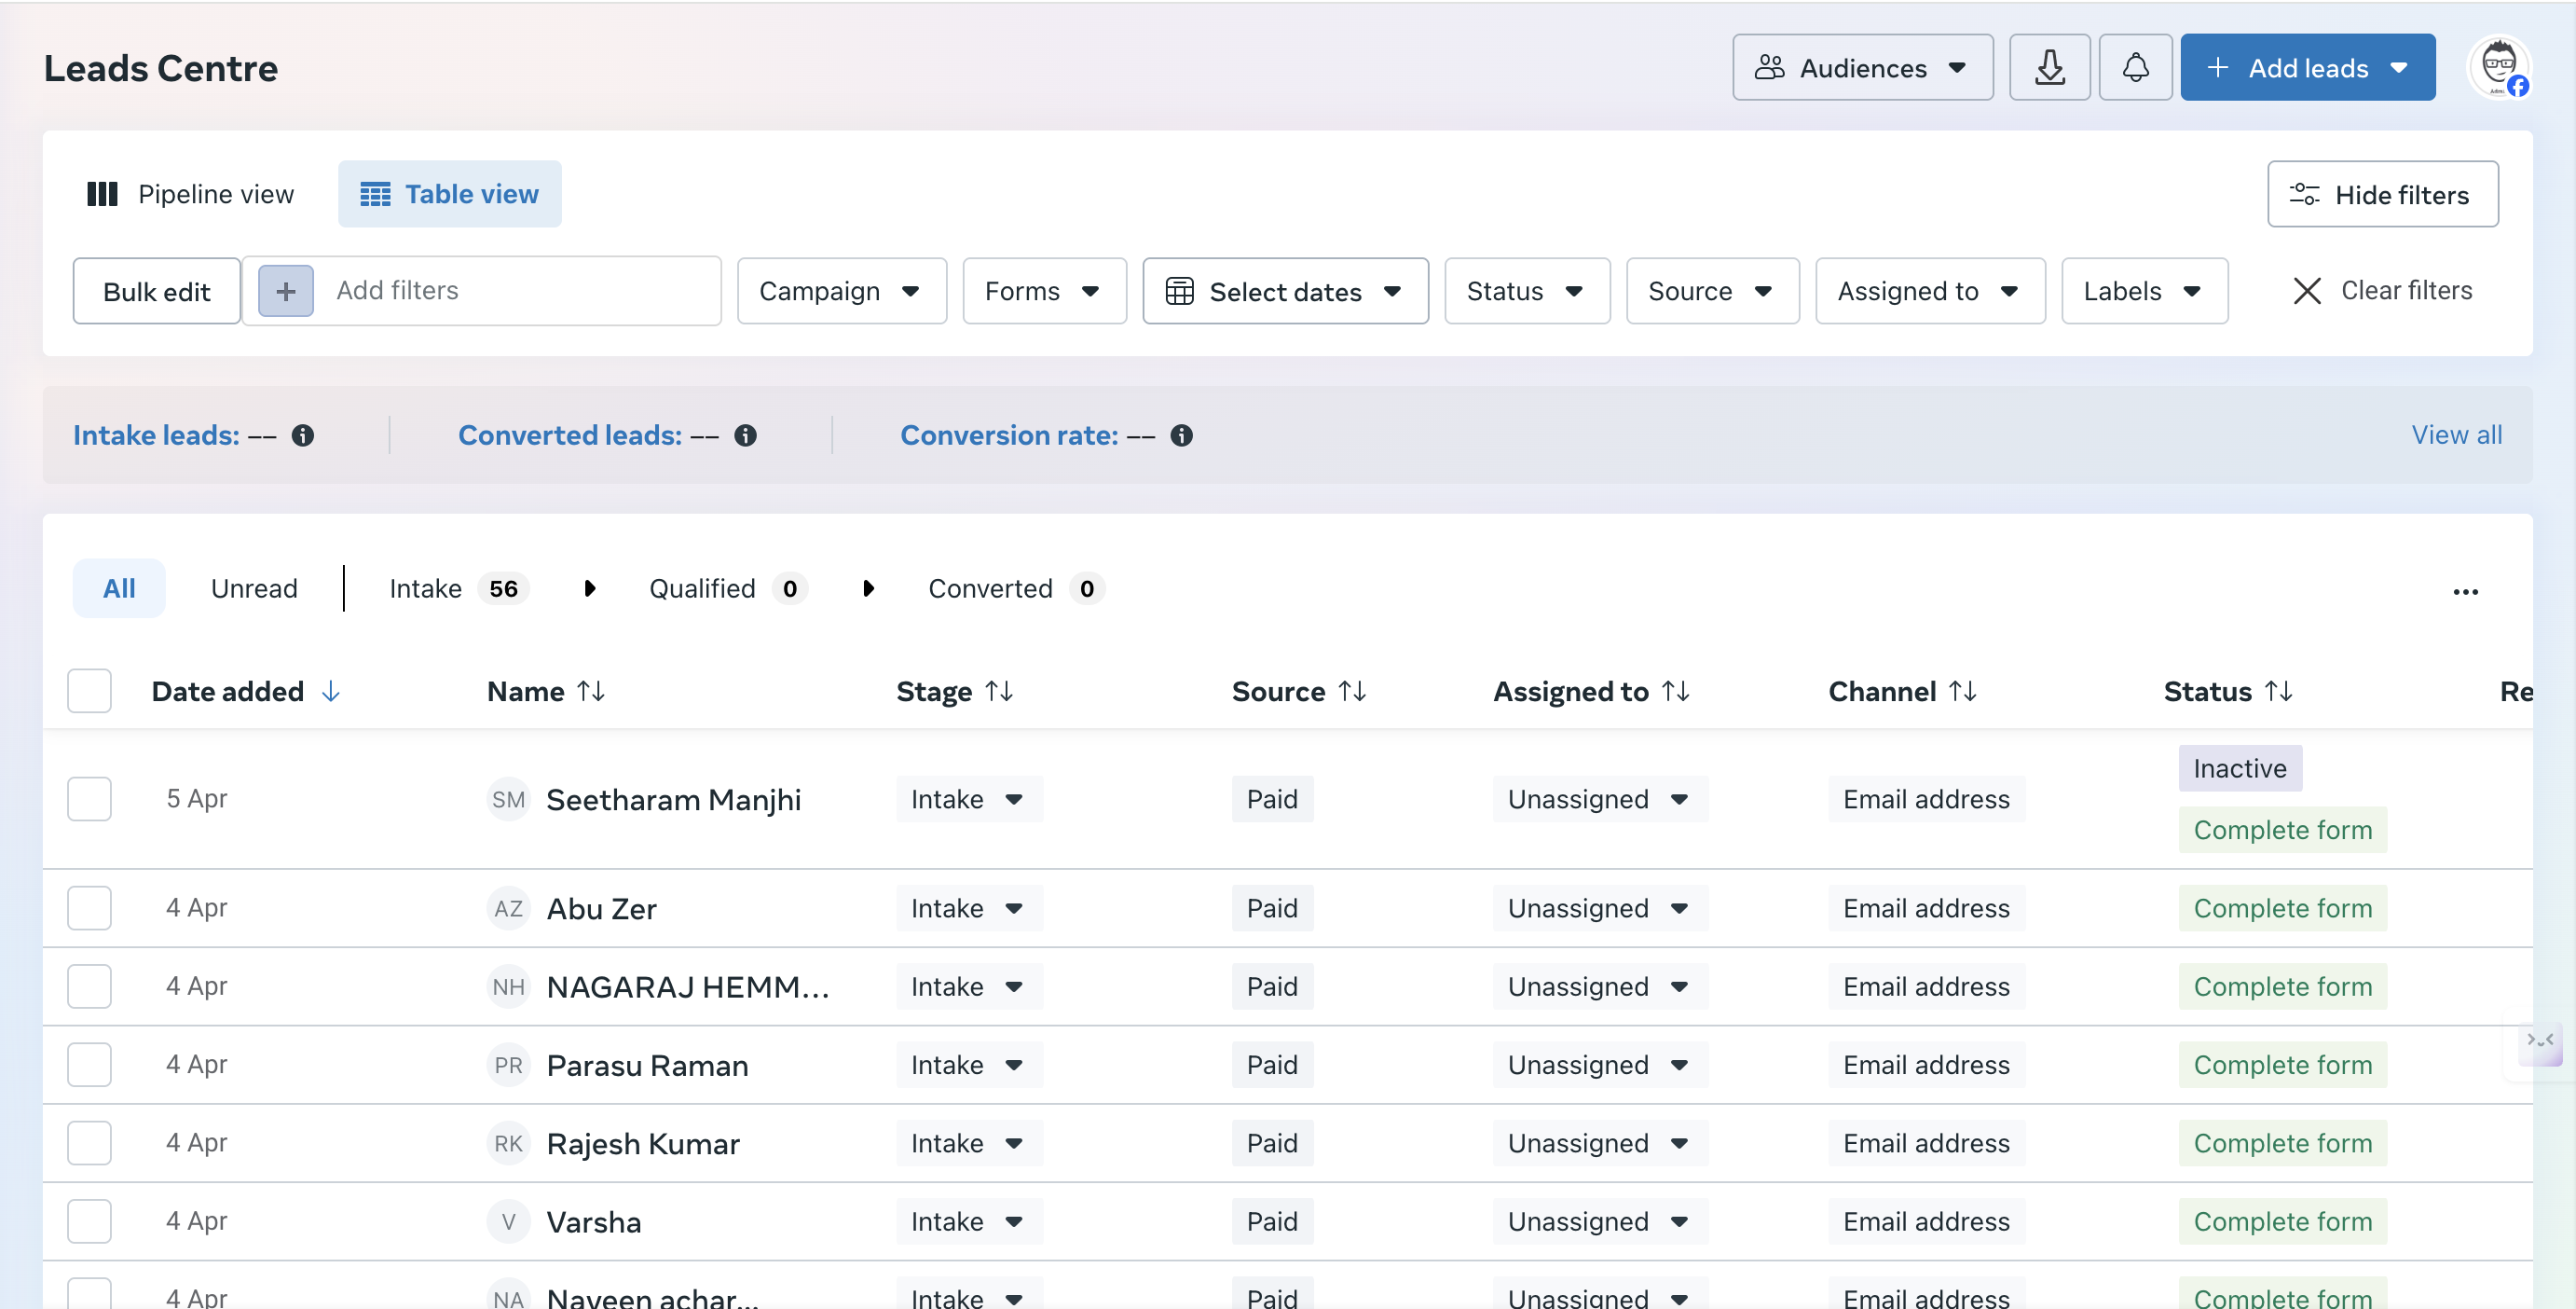 Leads Centre
Audiences
Add leads
Pipeline view
Table view
Hide filters
Bulk edit
Add filters
Campaign
Forms
Select dates
Status
Source
Assigned to
Labels
Clear filters
Intake leads: --
Converted leads: --
Conversion rate: --
View all
All
Unread
Intake 56
Qualified 0
Converted 0
Date added Name Stage Source Assigned to Channel Status Re
5 Apr SM Seetharam Manjhi Intake Paid Unassigned Email address Inactive
Complete form
4 Apr AZ Abu Zer Intake Paid Unassigned Email address Complete form
4 Apr NH NAGARAJ HEMM... Intake Paid Unassigned Email address Complete form
4 Apr PR Parasu Raman Intake Paid Unassigned Email address Complete form
4 Apr RK Rajesh Kumar Intake Paid Unassigned Email address Complete form
4 Apr V Varsha Intake Paid Unassigned Email address Complete form
4 Apr NA Naveen achar... Intake Paid Unassigned Email address Complete form